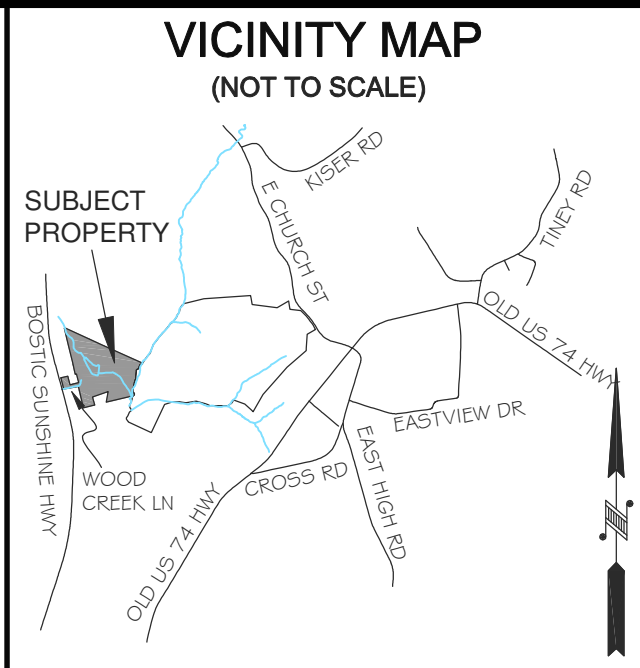 VICINITY MAP
(NOT TO SCALE)
KISER RD
E CHURCH ST
TINEY RD
SUBJECT
PROPERTY
OLD US 74 HWY
BOSTIC SUNSHINE HWY
EASTVIEW DR
WOOD
CREEK LN
CROSS RD
EAST HIGH RD
OLD US 74 HWY
N